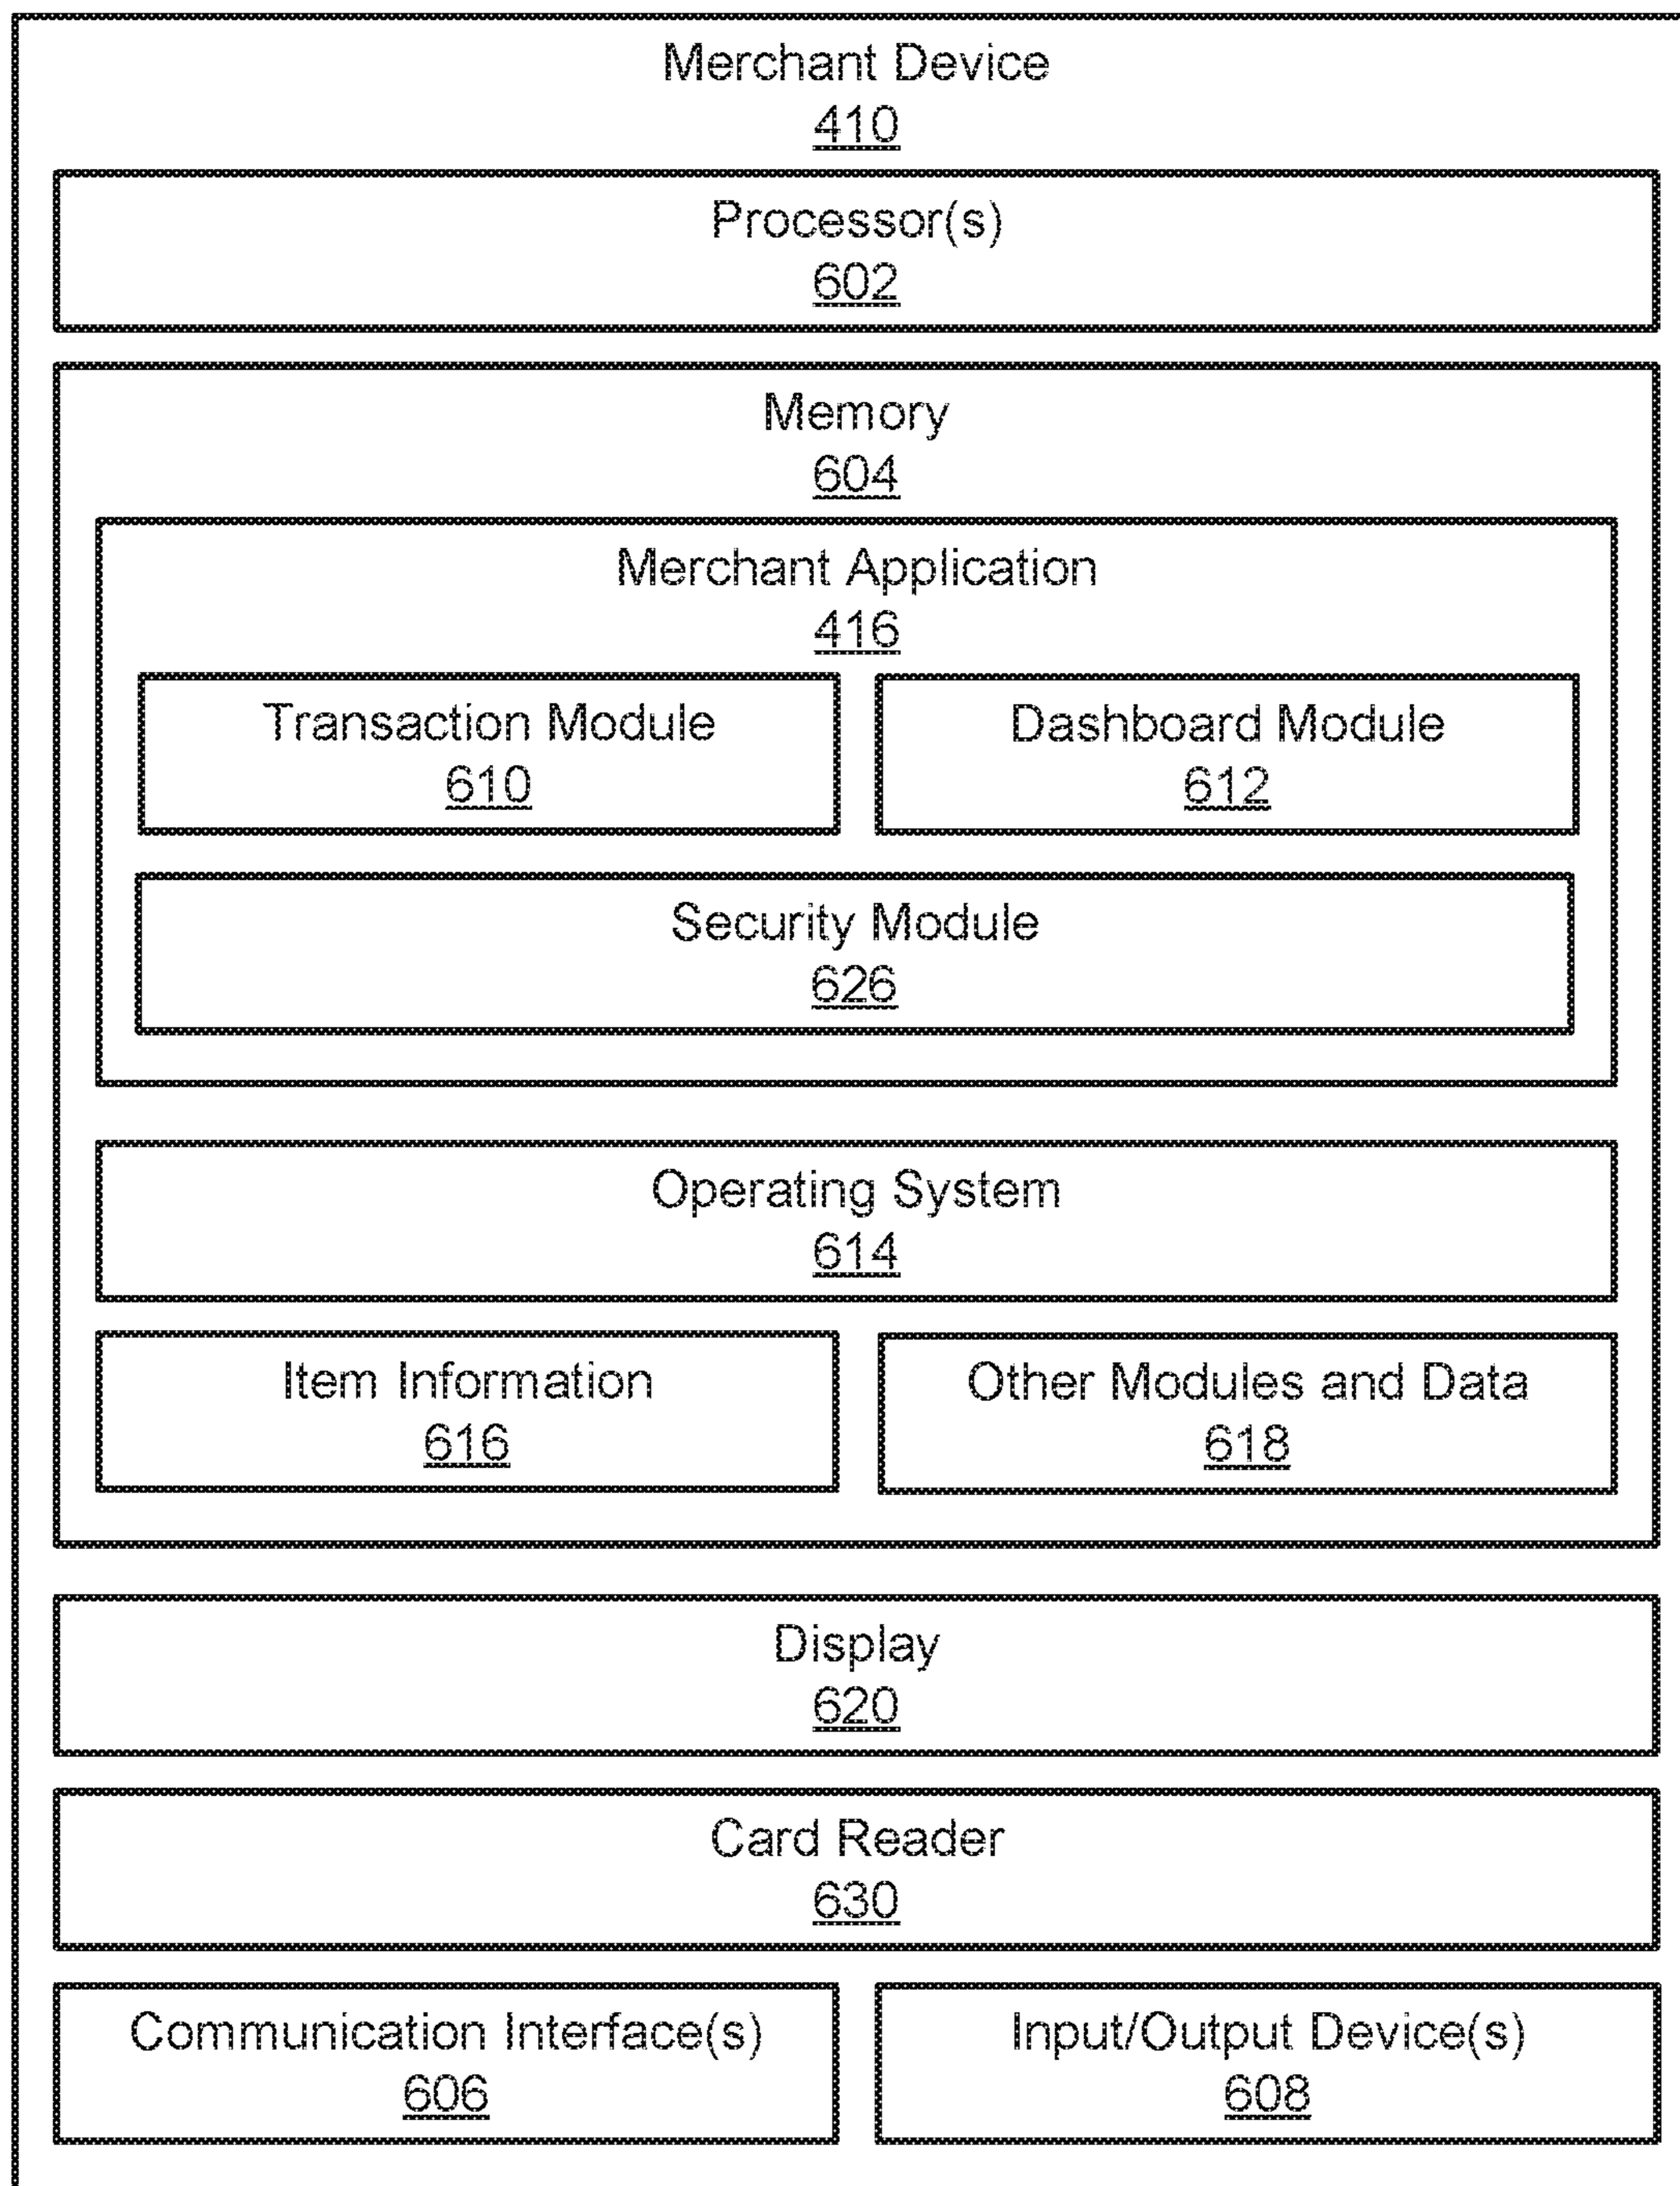 Merchant Device
410
Processor(s)
602
Memory
604
Merchant Application
416
Transaction Module
610
Dashboard Module
612
Security Module
626
Operating System
614
Item Information
616
Other Modules and Data
618
Display
620
Card Reader
630
Communication Interface(s)
606
Input/Output Device(s)
608